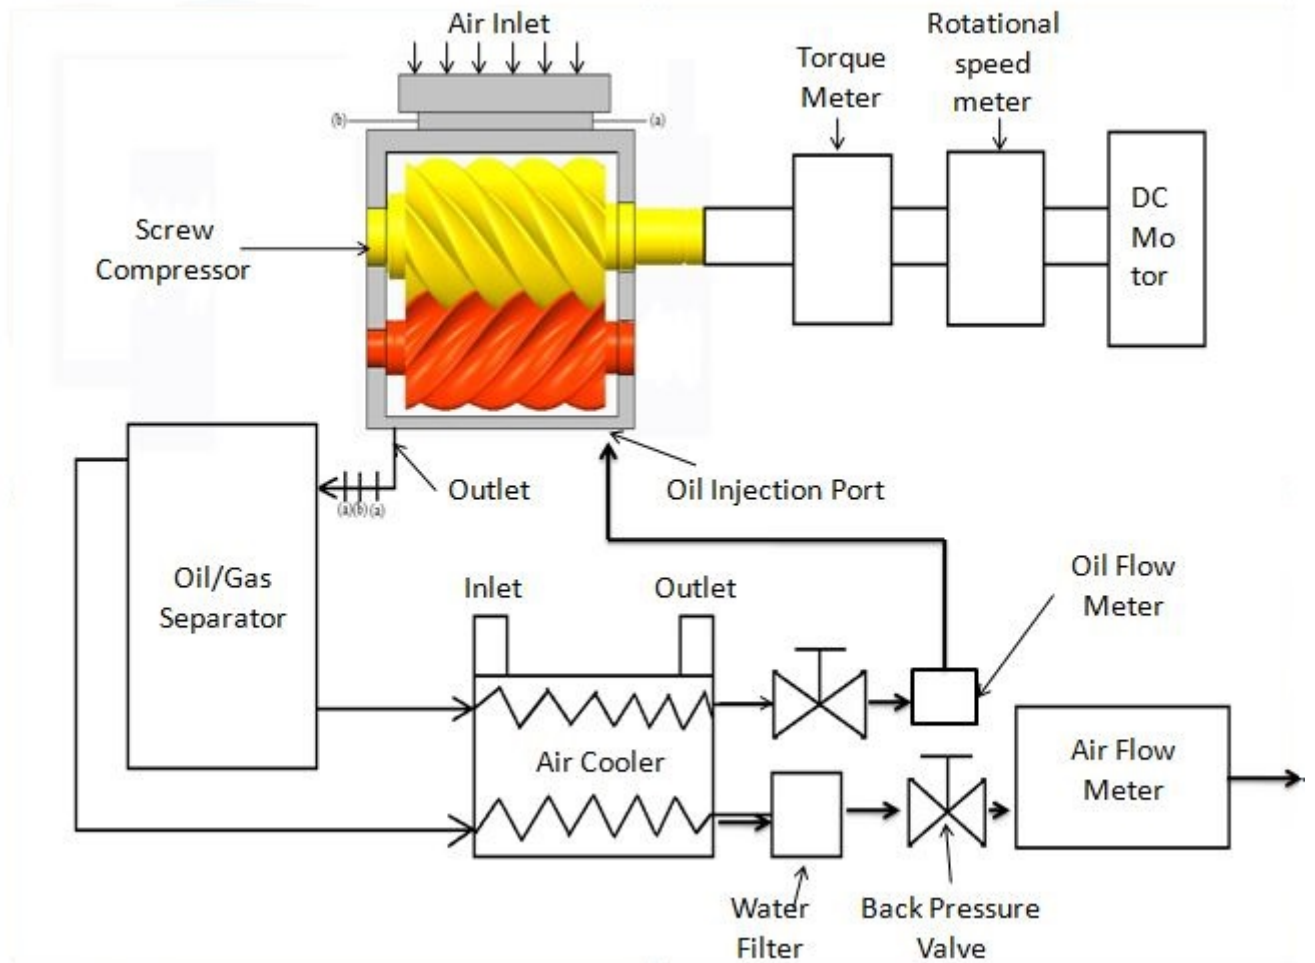 Air Inlet
Rotational
speed
meter
Torque
Meter
(b)
(a)
DC
Mo
tor
Screw
Compressor
Outlet
Oil Injection Port
(a)(b)(a)
Oil/Gas
Separator
Inlet
Outlet
Oil Flow
Meter
Air Cooler
Air Flow
Meter
Water
Filter
Back Pressure
Valve